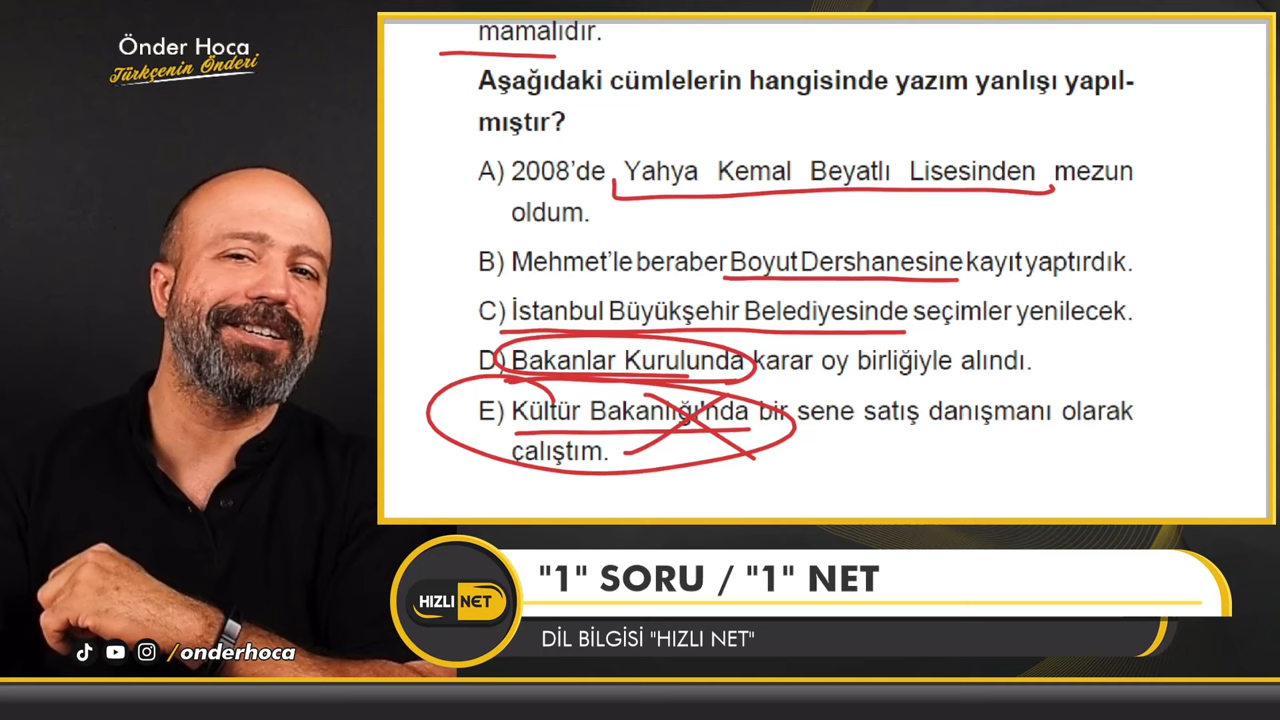 Önder Hoca
Türkçenin Önderi
mamalıdır.
Aşağıdaki cümlelerin hangisinde yazım yanlışı yapıl-
mıştır?
A) 2008’de Yahya Kemal Beyatlı Lisesinden mezun
oldum.
B) Mehmet’le beraber Boyut Dershanesine kayıt yaptırdık.
C) İstanbul Büyükşehir Belediyesinde seçimler yenilecek.
D) Bakanlar Kurulunda karar oy birliğiyle alındı.
E) Kültür Bakanlığı’nda bir sene satış danışmanı olarak
çalıştım.
HIZLI NET
"1" SORU / "1" NET
DİL BİLGİSİ "HIZLI NET"
/onderhoca